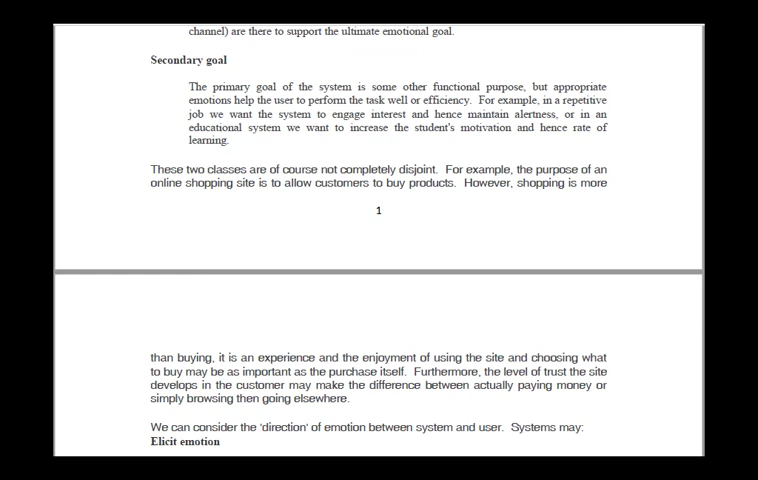 channel) are there to support the ultimate emotional goal.
Secondary goal
The primary goal of the system is some other functional purpose, but appropriate
emotions help the user to perform the task well or efficiency. For example, in a repetitive
job we want the system to engage interest and hence maintain alertness, or in an
educational system we want to increase the student's motivation and hence rate of
learning.
These two classes are of course not completely disjoint. For example, the purpose of an
online shopping site is to allow customers to buy products. However, shopping is more
1
than buying, it is an experience and the enjoyment of using the site and choosing what
to buy may be as important as the purchase itself. Furthermore, the level of trust the site
develops in the customer may make the difference between actually paying money or
simply browsing then going elsewhere.
We can consider the 'direction' of emotion between system and user. Systems may:
Elicit emotion